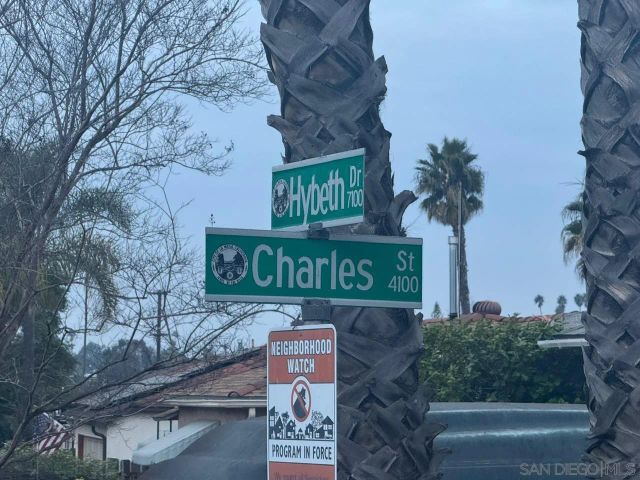 Hybeth Dr
7100
Charles St
4100
NEIGHBORHOOD
WATCH
PROGRAM IN FORCE
SAN DIEGO MLS